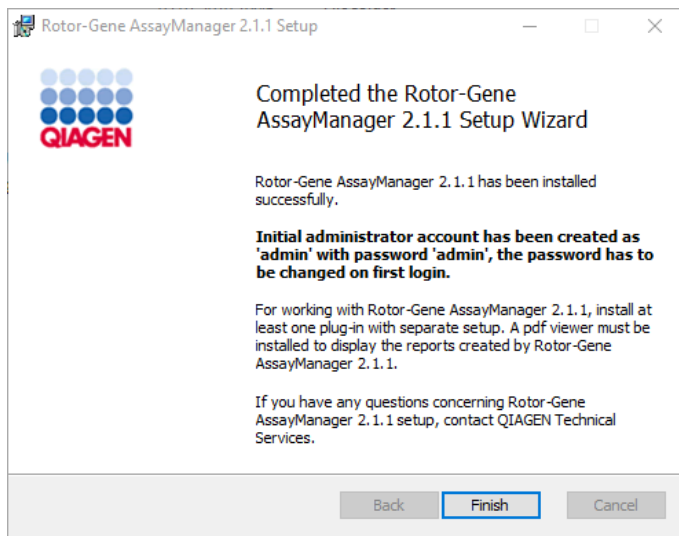 Rotor-Gene AssayManager 2.1.1 Setup
QIAGEN
Completed the Rotor-Gene
AssayManager 2.1.1 Setup Wizard
Rotor-Gene AssayManager 2.1.1 has been installed
successfully.
Initial administrator account has been created as
'admin' with password 'admin', the password has to
be changed on first login.
For working with Rotor-Gene AssayManager 2.1.1, install at
least one plug-in with separate setup. A pdf viewer must be
installed to display the reports created by Rotor-Gene
AssayManager 2.1.1.
If you have any questions concerning Rotor-Gene
AssayManager 2.1.1 setup, contact QIAGEN Technical
Services.
Back Finish Cancel